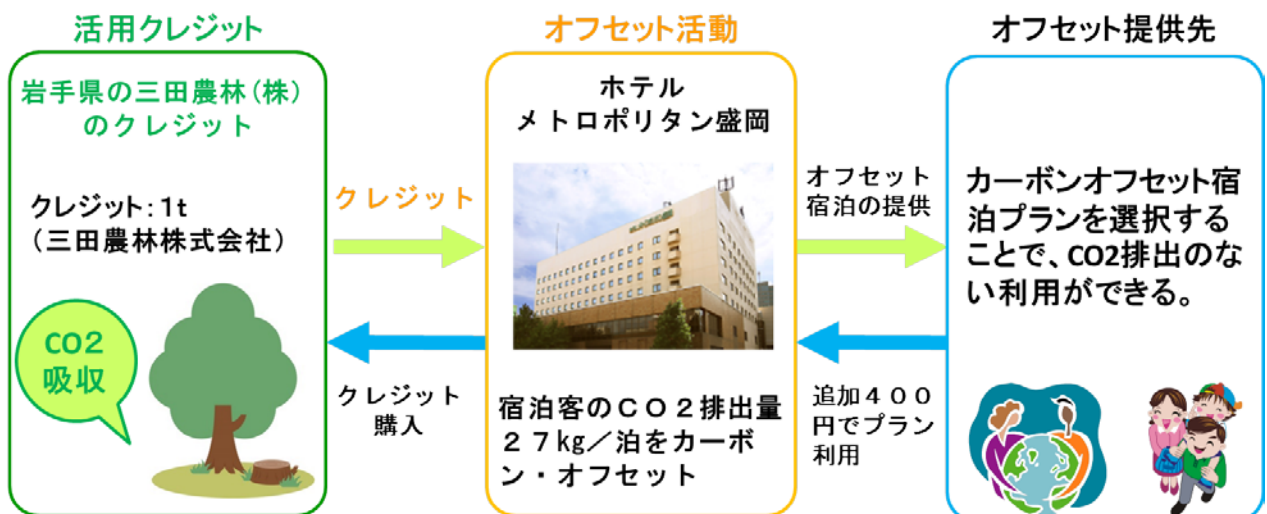 活用クレジット
岩手県の三田農林(株)
のクレジット
クレジット:1t
(三田農林株式会社)
CO2
吸収
クレジット
クレジット
購入
オフセット活動
ホテル
メトロポリタン盛岡
宿泊客のCO2排出量
27kg/泊をカーボ
ン・オフセット
オフセット
宿泊の提供
追加400
円でプラン
利用
オフセット提供先
カーボンオフセット宿
泊プランを選択する
ことで、CO2排出のな
い利用ができる。